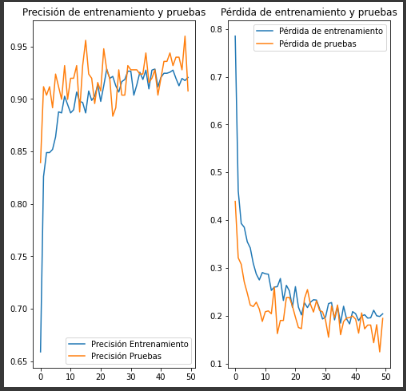 Precisión de entrenamiento y pruebas
0.95
0.90
0.85
0.80
0.75
0.70
0.65
0 10 20 30 40 50
Precisión Entrenamiento
Precisión Pruebas
Pérdida de entrenamiento y pruebas
Pérdida de entrenamiento
Pérdida de pruebas
0.8
0.7
0.6
0.5
0.4
0.3
0.2
0.1
0 10 20 30 40 50